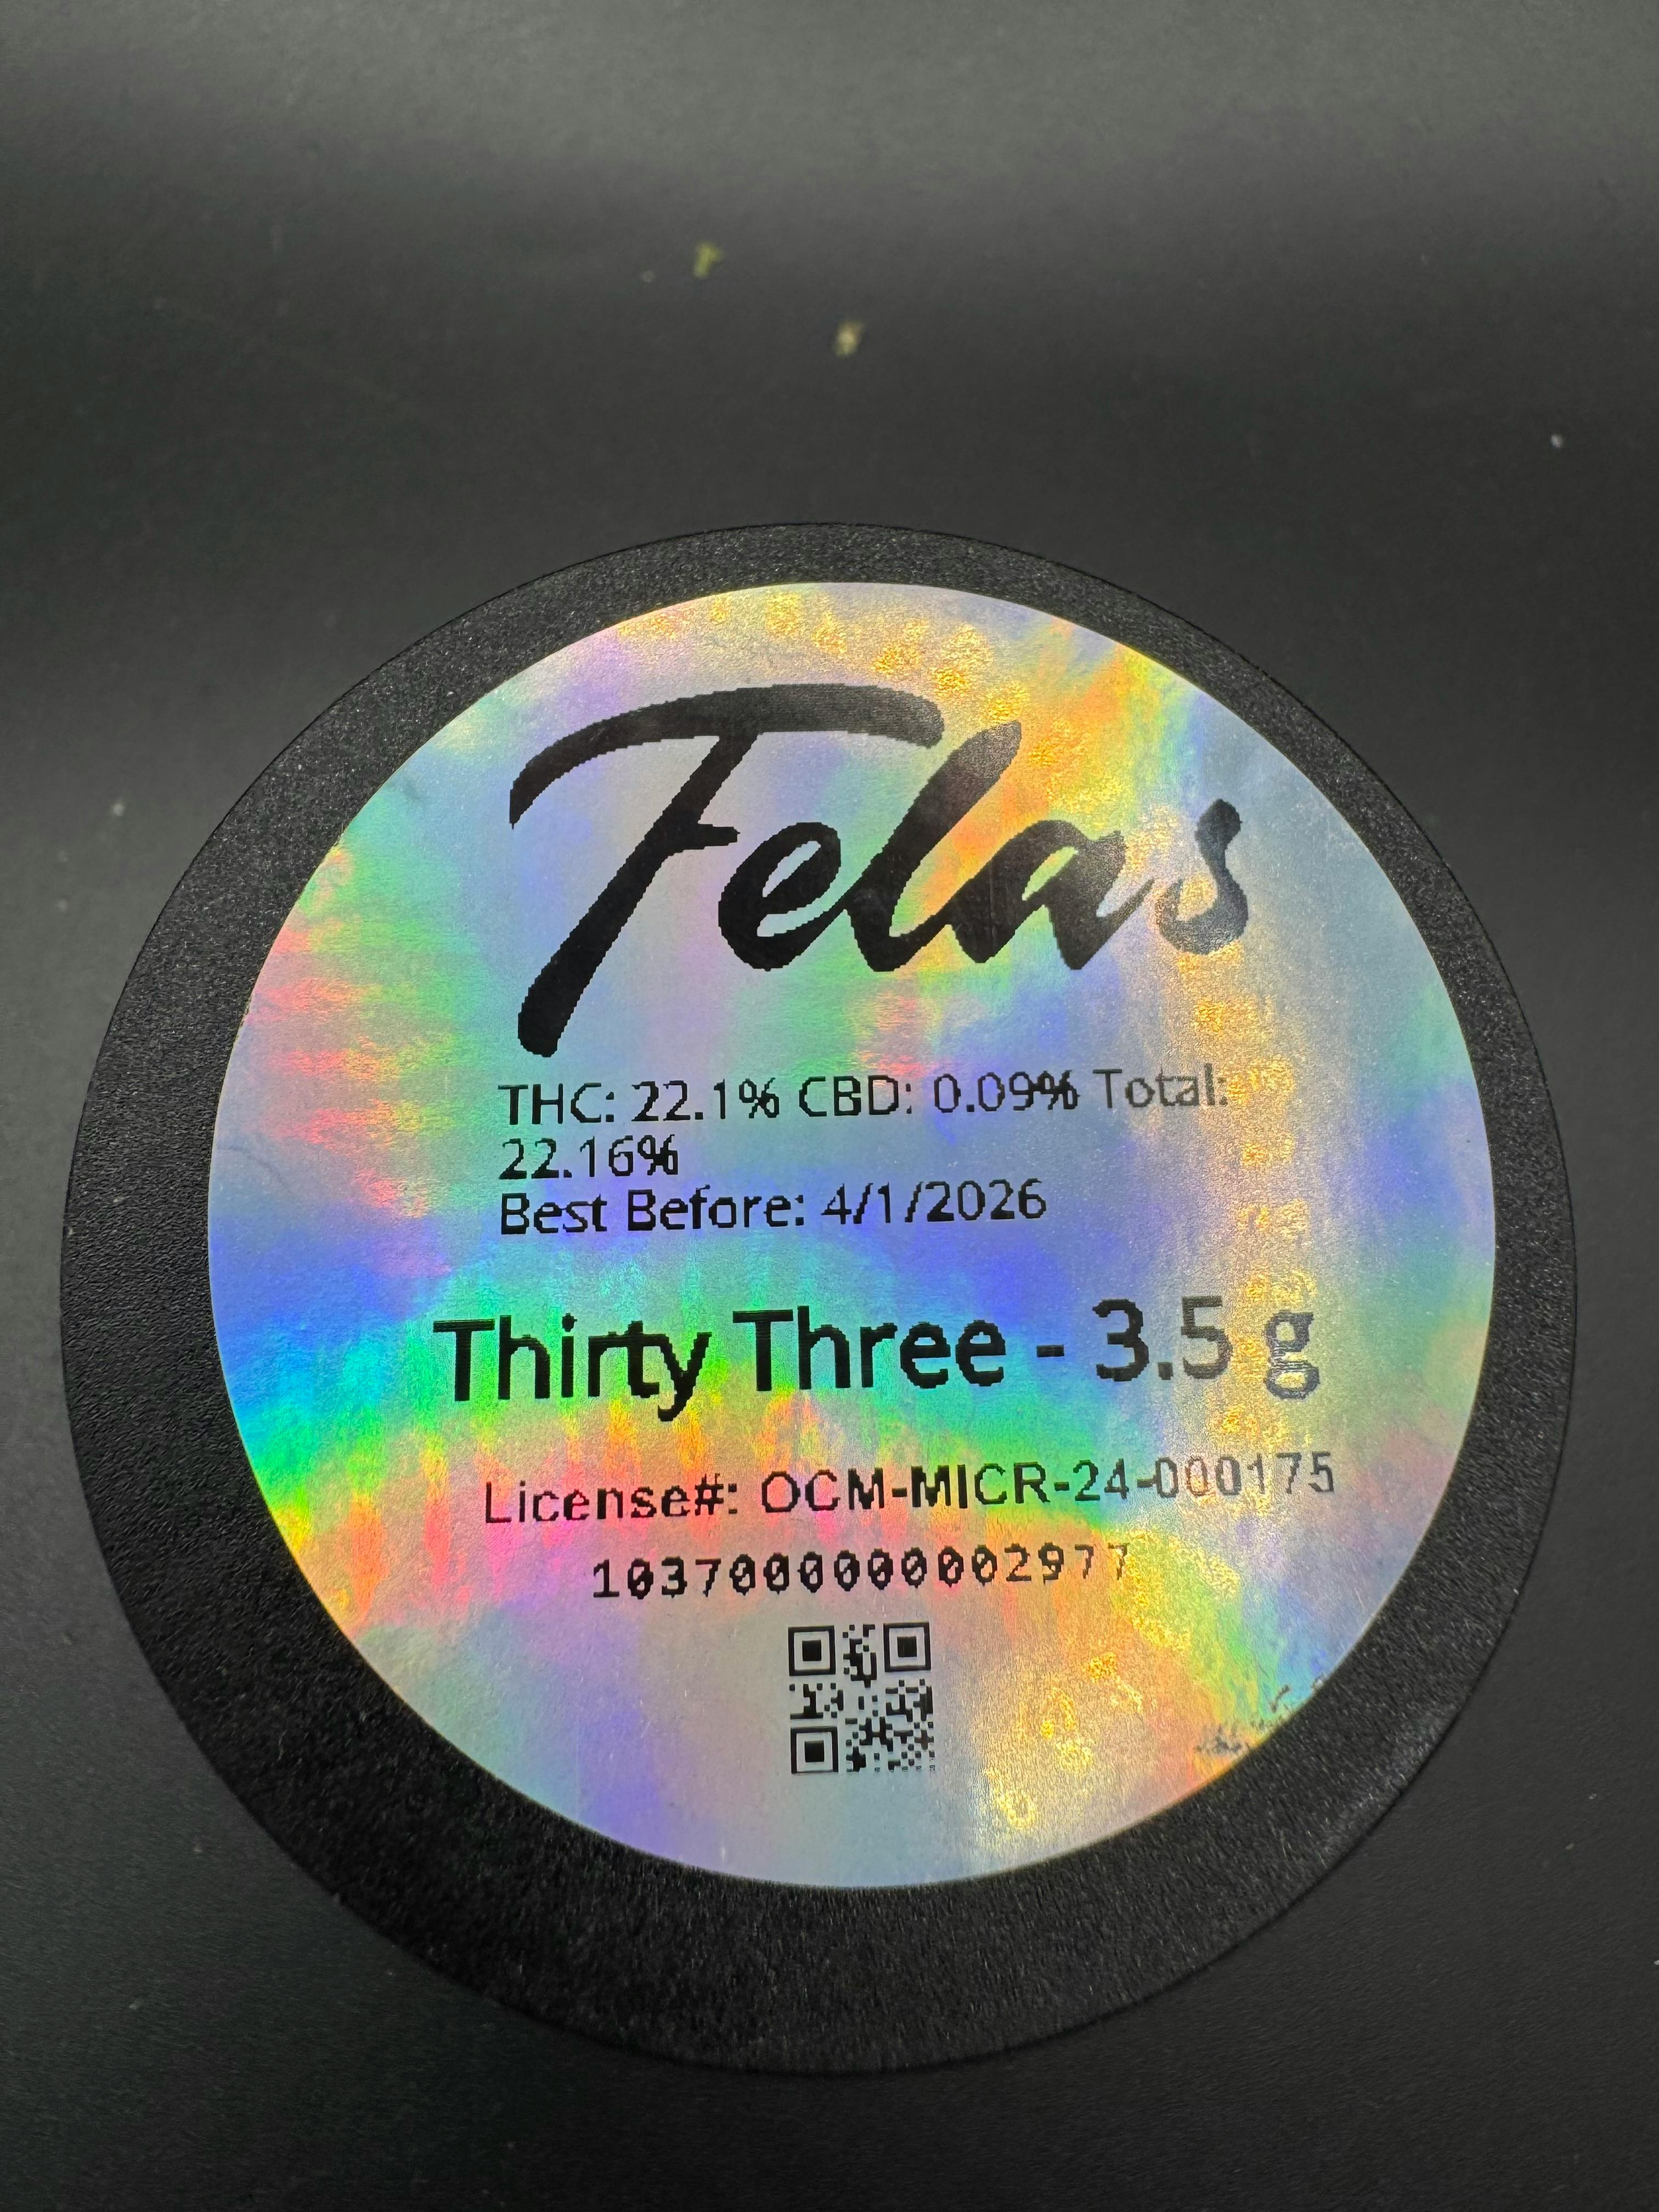 Felas
THC: 22.1% CBD: 0.09% Total:
22.16%
Best Before: 4/1/2026
Thirty Three - 3.5 g
License#: OCM-MICR-24-000175
1037000000002977